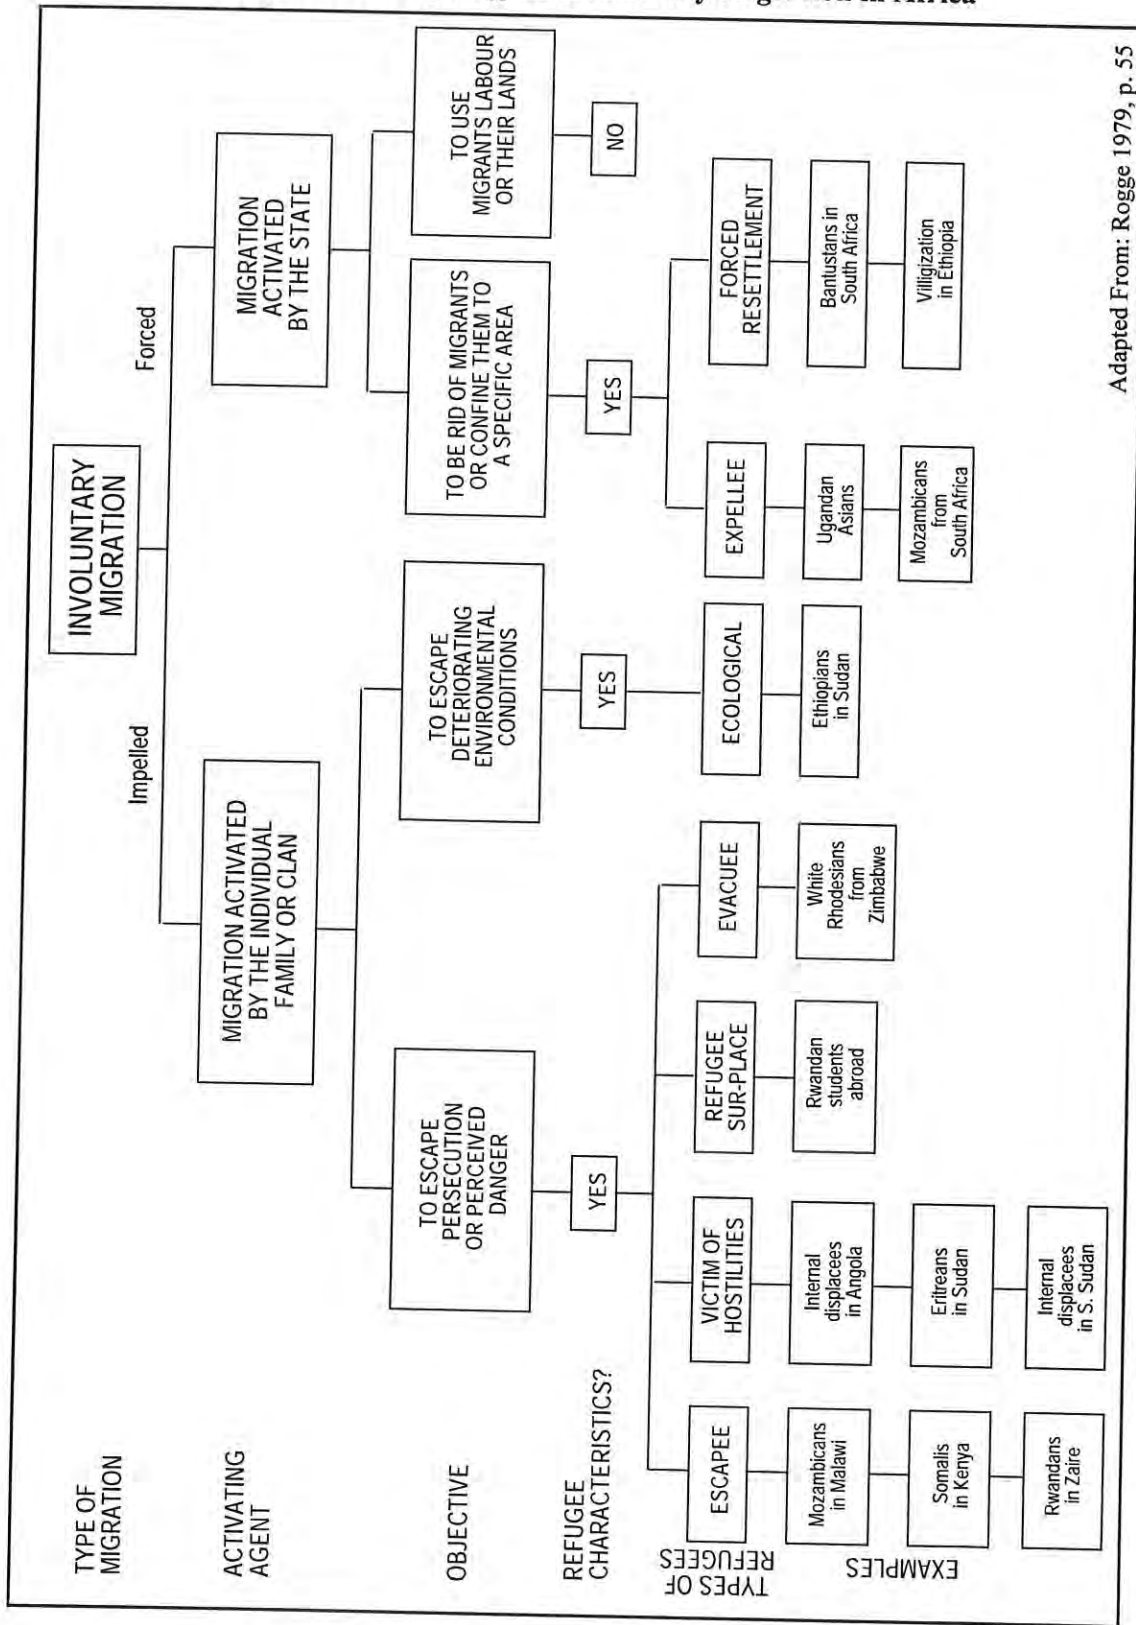 in Africa
INVOLUNTARY
MIGRATION
Impelled
Forced
TYPE OF
MIGRATION
ACTIVATING
AGENT
MIGRATION ACTIVATED
BY THE INDIVIDUAL
FAMILY OR CLAN
MIGRATION
ACTIVATED
BY THE STATE
OBJECTIVE
TO ESCAPE
PERSECUTION
OR PERCEIVED
DANGER
TO ESCAPE
DETERIORATING
ENVIRONMENTAL
CONDITIONS
TO BE RID OF MIGRANTS
OR CONFINE THEM TO
A SPECIFIC AREA
TO USE
MIGRANTS LABOUR
OR THEIR LANDS
REFUGEE
CHARACTERISTICS?
YES
YES
YES
NO
TYPES OF
REFUGEES
ESCAPEE
VICTIM OF
HOSTILITIES
REFUGEE
SUR-PLACE
EVACUEE
ECOLOGICAL
EXPELLEE
FORCED
RESETTLEMENT
EXAMPLES
Mozambicans
in Malawi
Internal
displacees
in Angola
Rwandan
students
abroad
White
Rhodesians
from
Zimbabwe
Ethiopians
in Sudan
Ugandan
Asians
Bantustans in
South Africa
Somalis
in Kenya
Eritreans
in Sudan
Mozambicans
from
South Africa
Villigization
in Ethiopia
Rwandans
in Zaire
Internal
displacees
in S. Sudan
Adapted From: Rogge 1979, p. 55